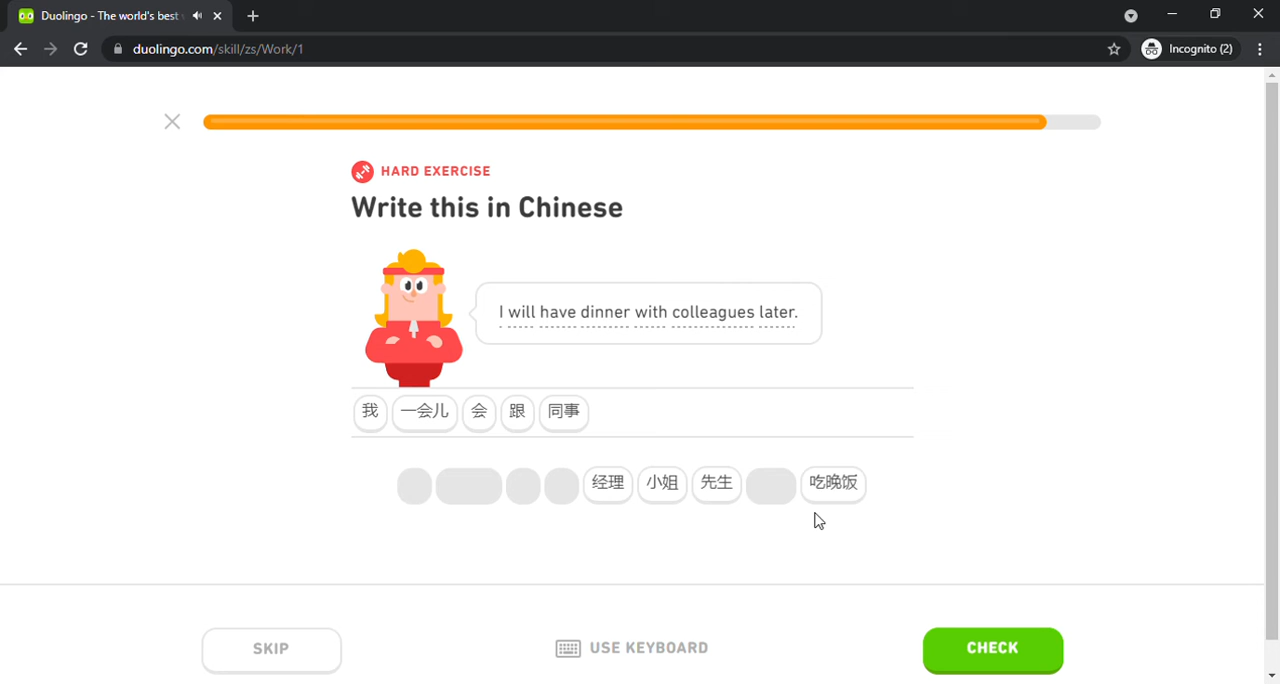 Duolingo - The world's best
duolingo.com/skill/zs/Work/1
Incognito (2)
HARD EXERCISE
Write this in Chinese
I will have dinner with colleagues later.
我 一会儿 会 跟 同事
经理 小姐 先生 吃晚饭
SKIP
USE KEYBOARD
CHECK